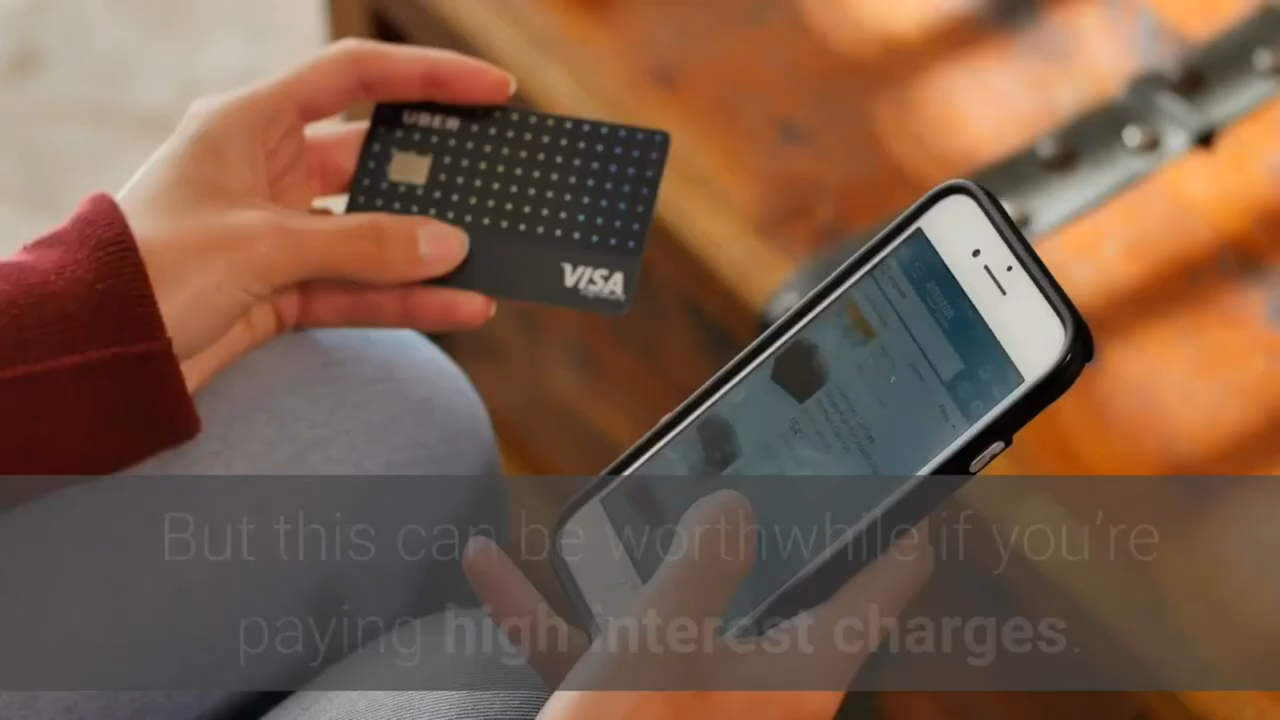 UBER
VISA
But this can be worthwhile if you’re
paying high interest charges.